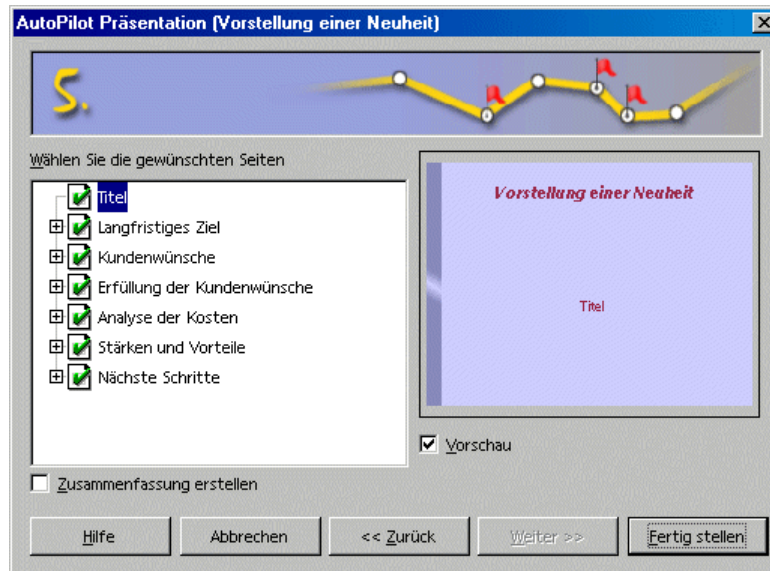 AutoPilot Präsentation (Vorstellung einer Neuheit)
5.
Wählen Sie die gewünschten Seiten
Titel
Langfristiges Ziel
Kundenwünsche
Erfüllung der Kundenwünsche
Analyse der Kosten
Stärken und Vorteile
Nächste Schritte
Vorstellung einer Neuheit
Titel
Vorschau
Zusammenfassung erstellen
Hilfe
Abbrechen
<< Zurück
Weiter >>
Fertig stellen